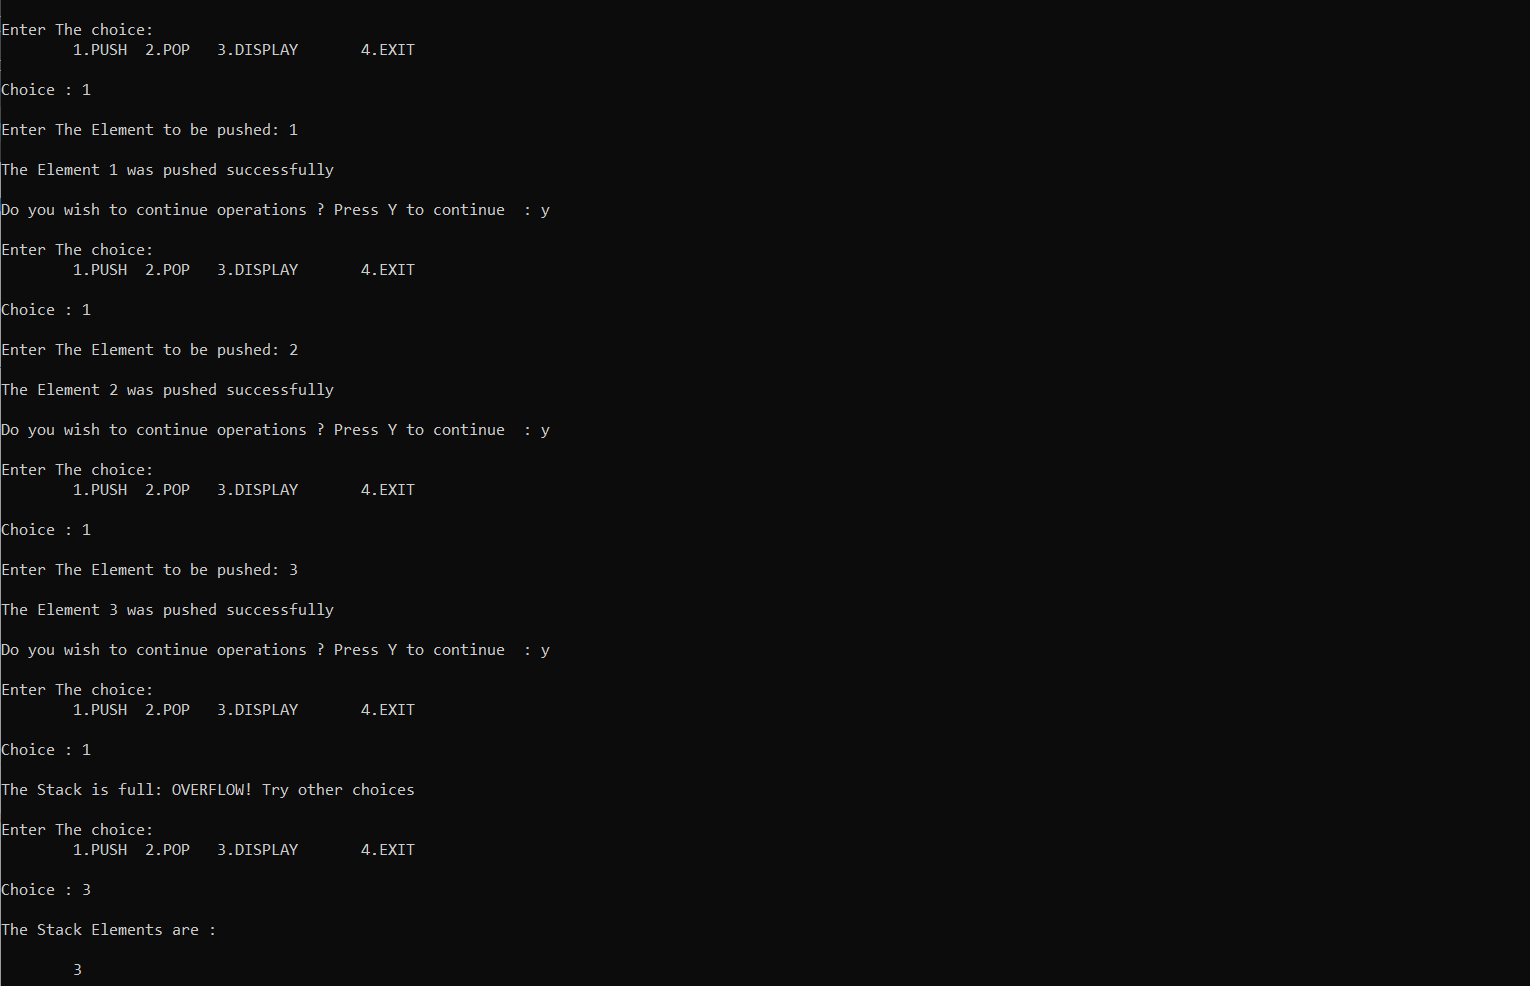 Enter The choice:
1.PUSH 2.POP 3.DISPLAY 4.EXIT
Choice : 1
Enter The Element to be pushed: 1
The Element 1 was pushed successfully
Do you wish to continue operations ? Press Y to continue : y
Enter The choice:
1.PUSH 2.POP 3.DISPLAY 4.EXIT
Choice : 1
Enter The Element to be pushed: 2
The Element 2 was pushed successfully
Do you wish to continue operations ? Press Y to continue : y
Enter The choice:
1.PUSH 2.POP 3.DISPLAY 4.EXIT
Choice : 1
Enter The Element to be pushed: 3
The Element 3 was pushed successfully
Do you wish to continue operations ? Press Y to continue : y
Enter The choice:
1.PUSH 2.POP 3.DISPLAY 4.EXIT
Choice : 1
The Stack is full: OVERFLOW! Try other choices
Enter The choice:
1.PUSH 2.POP 3.DISPLAY 4.EXIT
Choice : 3
The Stack Elements are :
3